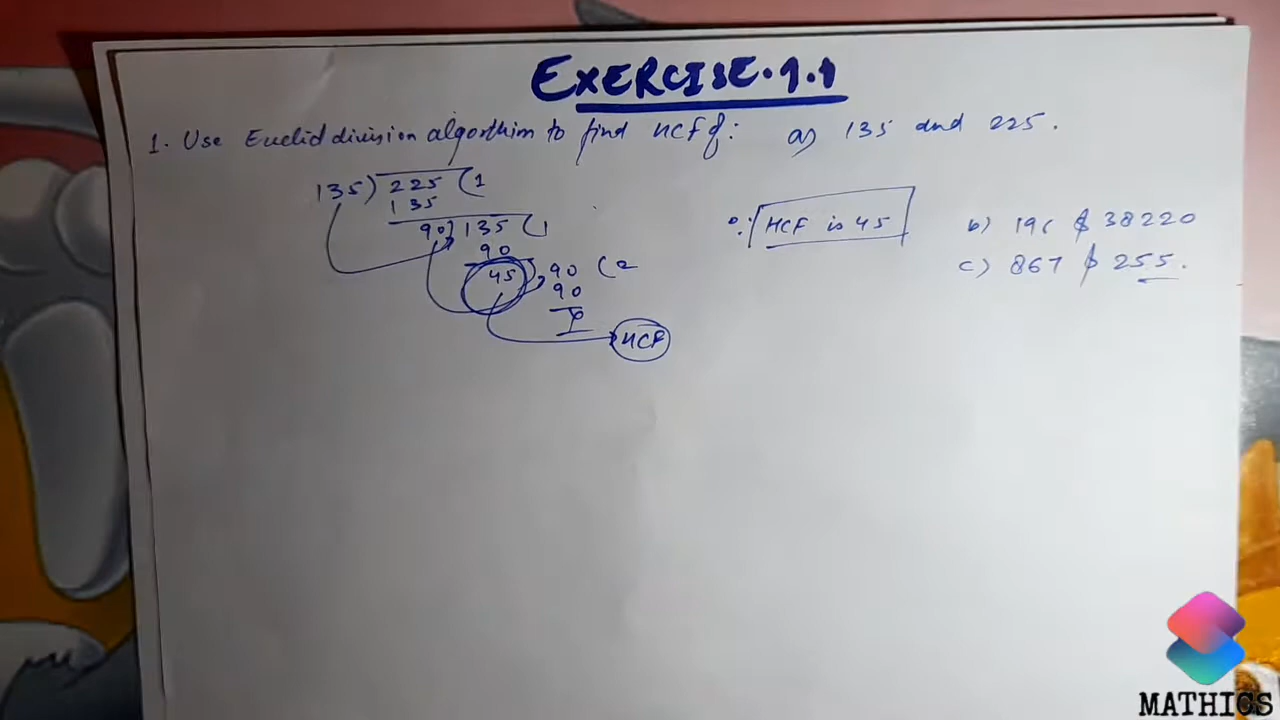 EXERCISE.1.1
1. Use Euclid division algorthim to find HCF of: a) 135 and 225.
135) 225 (1
135
90) 135 (1
90
45) 90 (2
90
HCF
∴ HCF is 45
b) 196 & 38220
c) 867 & 255.
MATHICS